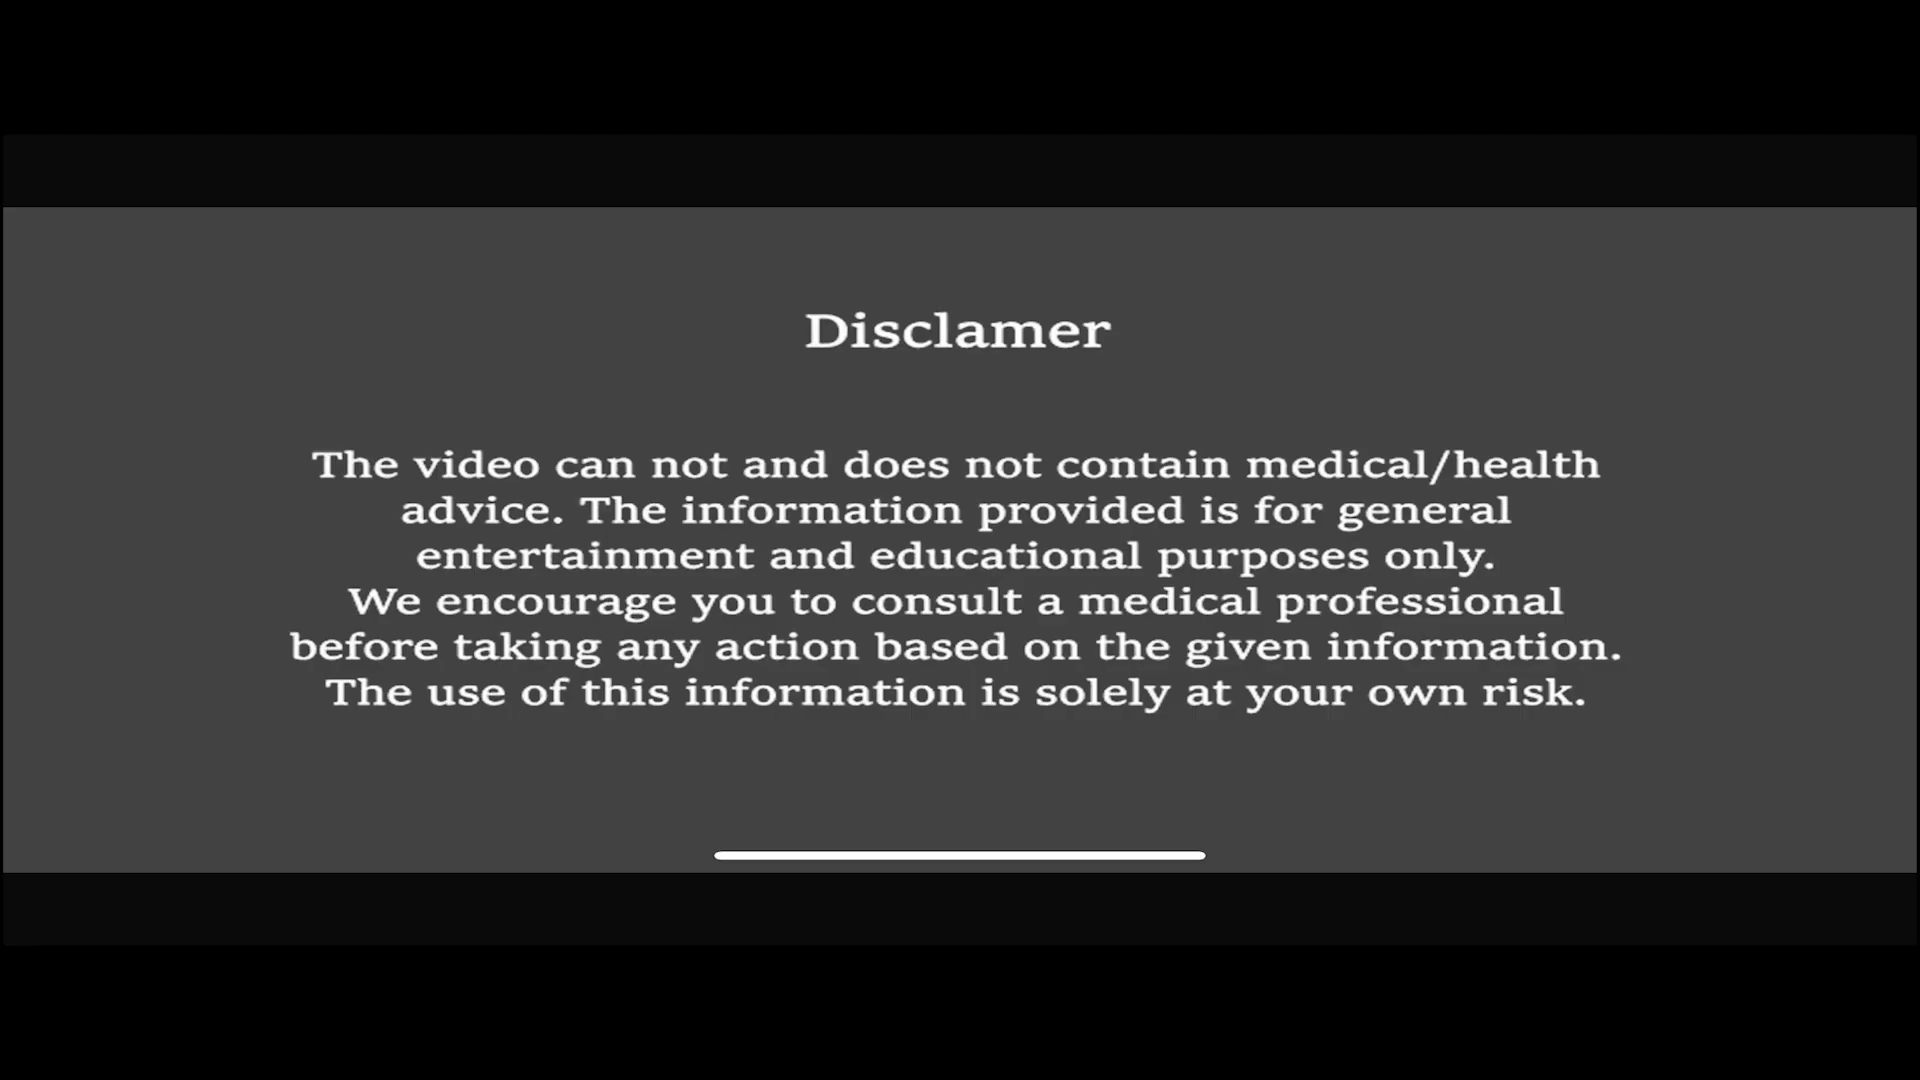 Disclamer
The video can not and does not contain medical/health
advice. The information provided is for general
entertainment and educational purposes only.
We encourage you to consult a medical professional
before taking any action based on the given information.
The use of this information is solely at your own risk.